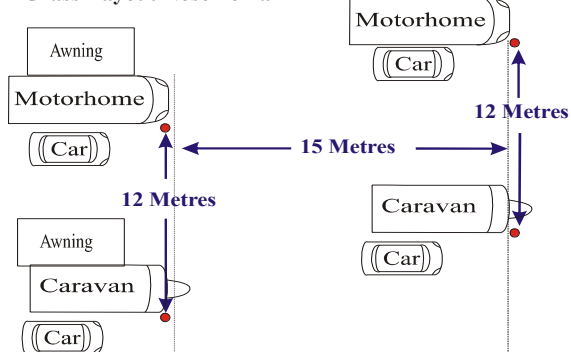 Motorhome
Awning
Car
Motorhome
12 Metres
15 Metres
Car
12 Metres
Caravan
Awning
Car
Caravan
Car